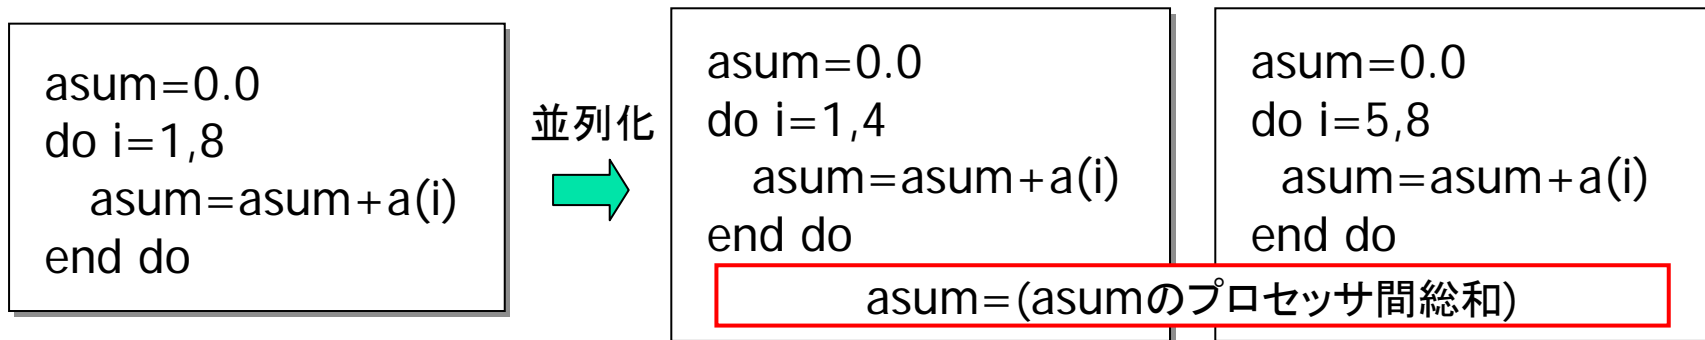 asum=0.0
do i=1,8
asum=asum+a(i)
end do
並列化
asum=0.0
do i=1,4
asum=asum+a(i)
end do
asum=0.0
do i=5,8
asum=asum+a(i)
end do
asum=(asumのプロセッサ間総和)